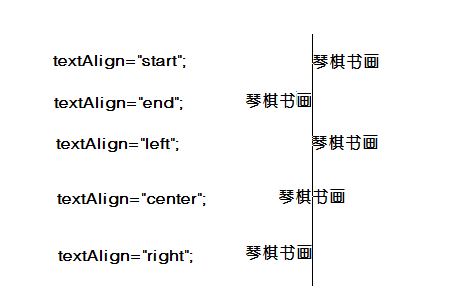 textAlign="start"; 琴棋书画
textAlign="end"; 琴棋书画
textAlign="left"; 琴棋书画
textAlign="center"; 琴棋书画
textAlign="right"; 琴棋书画